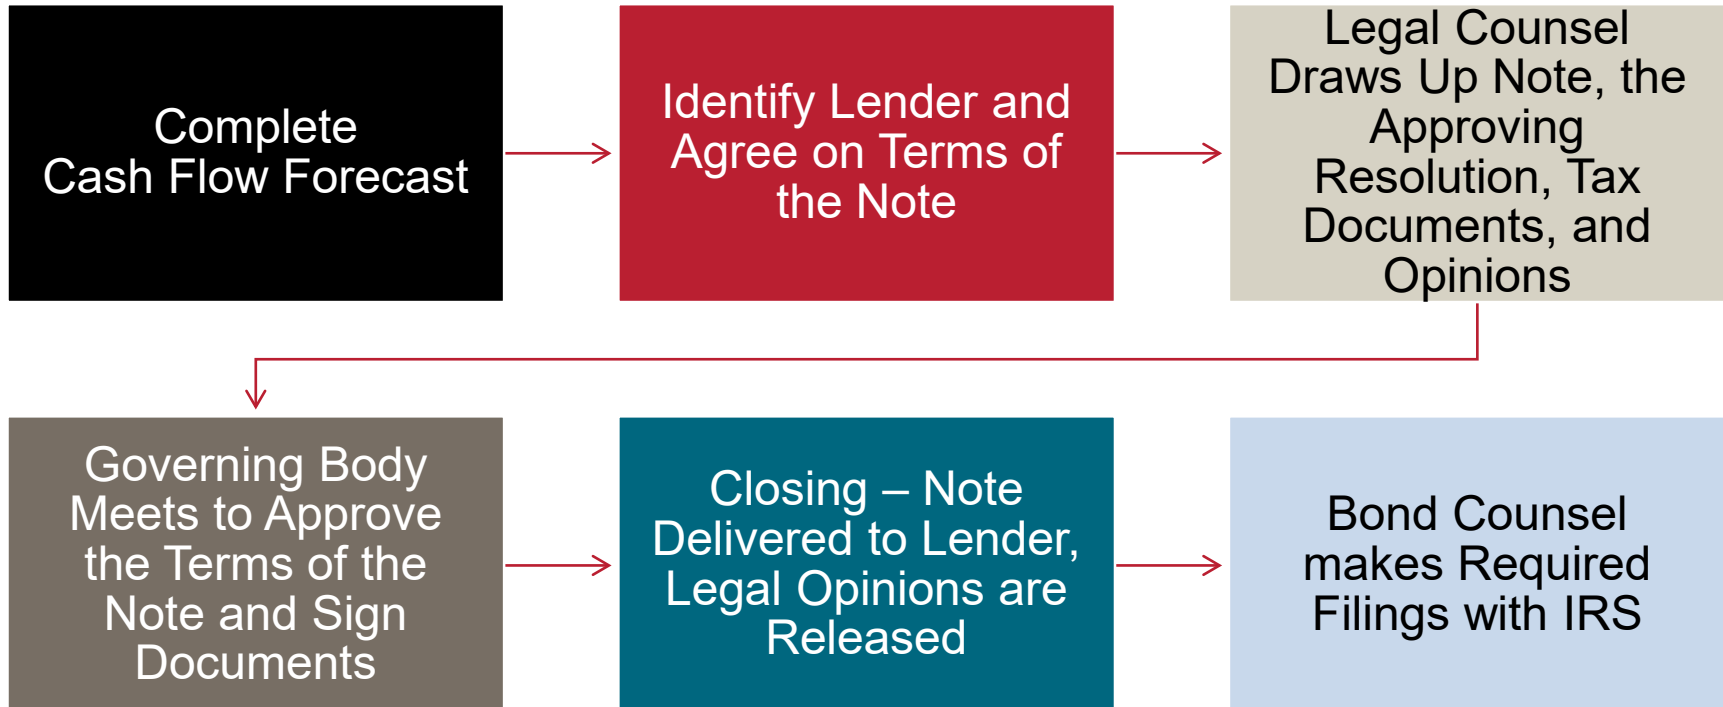 Complete
Cash Flow Forecast
Identify Lender and
Agree on Terms of
the Note
Legal Counsel
Draws Up Note, the
Approving
Resolution, Tax
Documents, and
Opinions
Governing Body
Meets to Approve
the Terms of the
Note and Sign
Documents
Closing – Note
Delivered to Lender,
Legal Opinions are
Released
Bond Counsel
makes Required
Filings with IRS